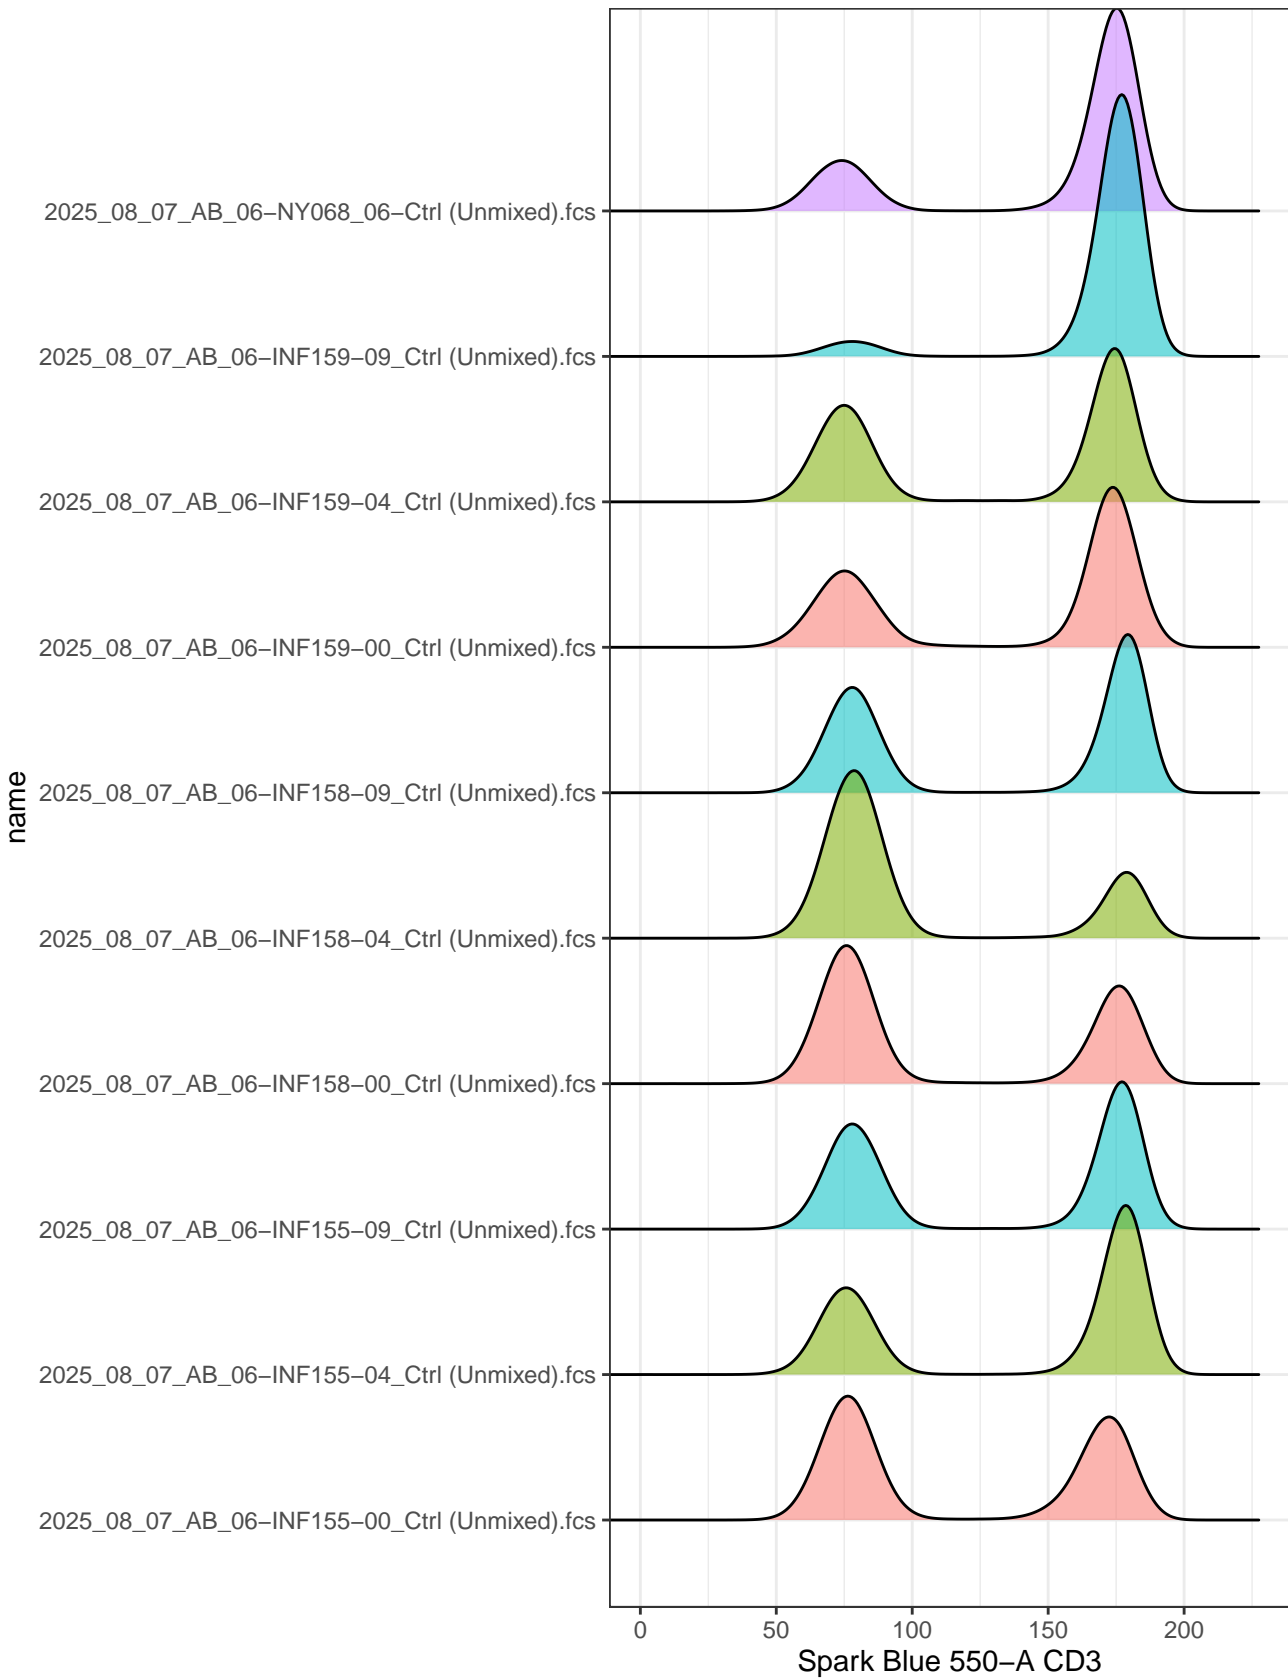 2025_08_07_AB_06−NY068_06−Ctrl (Unmixed).fcs
2025_08_07_AB_06−INF159−09_Ctrl (Unmixed).fcs
2025_08_07_AB_06−INF159−04_Ctrl (Unmixed).fcs
2025_08_07_AB_06−INF159−00_Ctrl (Unmixed).fcs
2025_08_07_AB_06−INF158−09_Ctrl (Unmixed).fcs
name
2025_08_07_AB_06−INF158−04_Ctrl (Unmixed).fcs
2025_08_07_AB_06−INF158−00_Ctrl (Unmixed).fcs
2025_08_07_AB_06−INF155−09_Ctrl (Unmixed).fcs
2025_08_07_AB_06−INF155−04_Ctrl (Unmixed).fcs
2025_08_07_AB_06−INF155−00_Ctrl (Unmixed).fcs
0 50 100 150 200
Spark Blue 550−A CD3